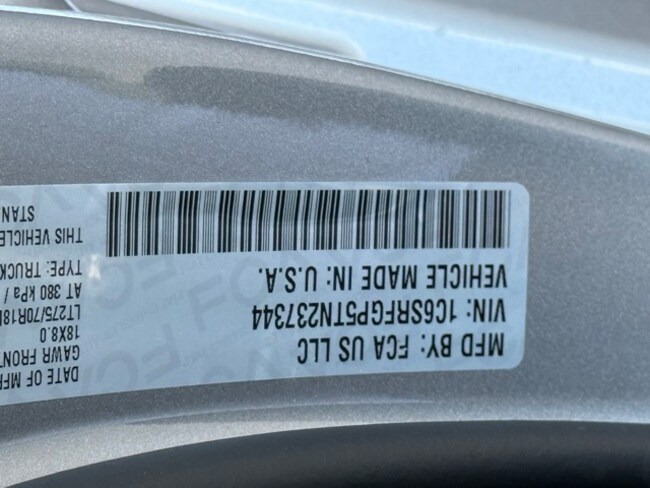 MFD BY: FCA US LLC
VIN: 1C6SRFGP5TN237344
VEHICLE MADE IN: U.S.A.
DATE OF MFR
GAWR FRONT
18X8.0
LT275/70R18
AT 380 kPa /
TYPE: TRUCK
THIS VEHICLE
STAN